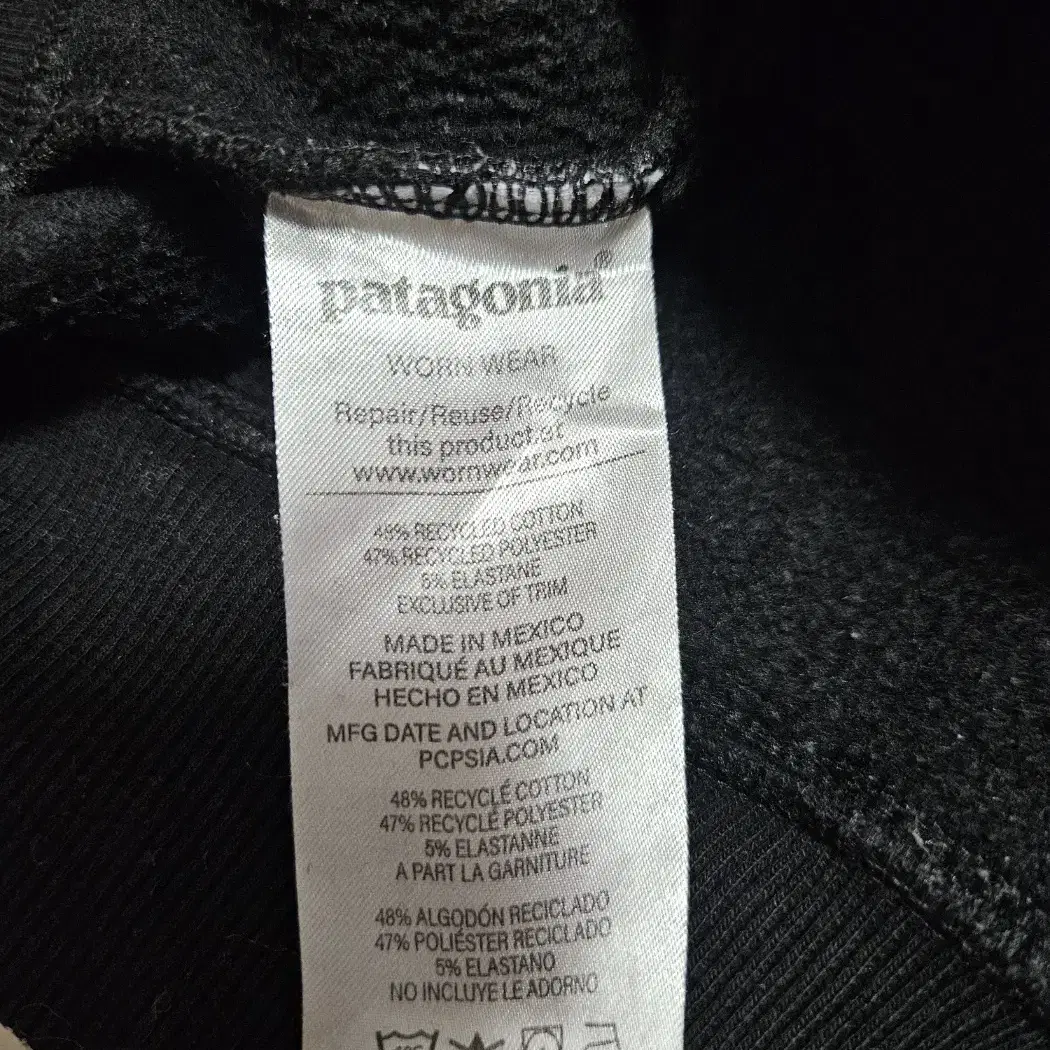 patagonia®
WORN WEAR
Repair/Reuse/Recycle
this product at
www.wornwear.com
48% RECYCLED COTTON
47% RECYCLED POLYESTER
5% ELASTANE
EXCLUSIVE OF TRIM
MADE IN MEXICO
FABRIQUÉ AU MEXIQUE
HECHO EN MEXICO
MFG DATE AND LOCATION AT
PCPSIA.COM
48% RECYCLÉ COTTON
47% RECYCLÉ POLYESTER
5% ELASTANNE
A PART LA GARNITURE
48% ALGODÓN RECICLADO
47% POLIÉSTER RECICLADO
5% ELASTANO
NO INCLUYE LE ADORNO